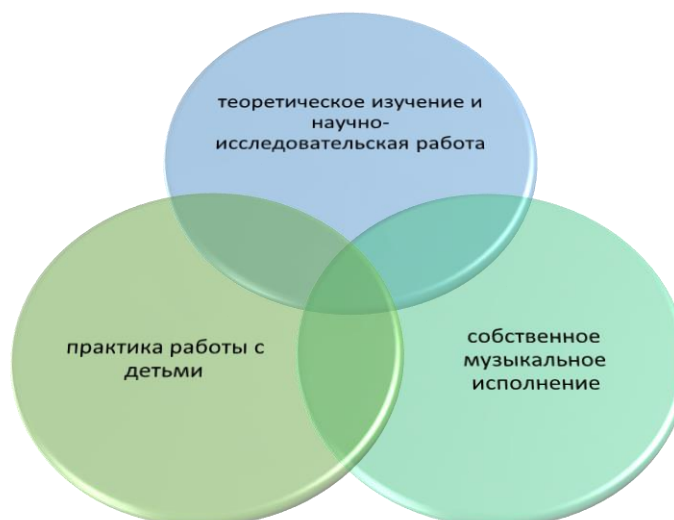 теоретическое изучение и
научно-
исследовательская работа
практика работы с
детьми
собственное
музыкальное
исполнение